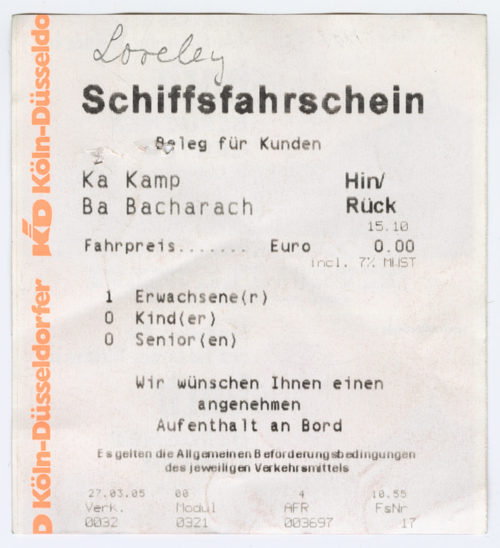 Loreley
Schiffsfahrschein
Beleg für Kunden
Ka Kamp Hin/
Ba Bacharach Rück
15.10
Fahrpreis....... Euro 0.00
incl. 7% MWST
1 Erwachsene(r)
0 Kind(er)
0 Senior(en)
Wir wünschen Ihnen einen
angenehmen
Aufenthalt an Bord
Es gelten die Allgemeinen Beförderungsbedingungen
des jeweiligen Verkehrsmittels
27.03.05 00 4 10.55
Verk. Modul AFR FsNr
0032 0321 003697 17
D Köln-Düsseldorfer KD Köln-Düsseldo